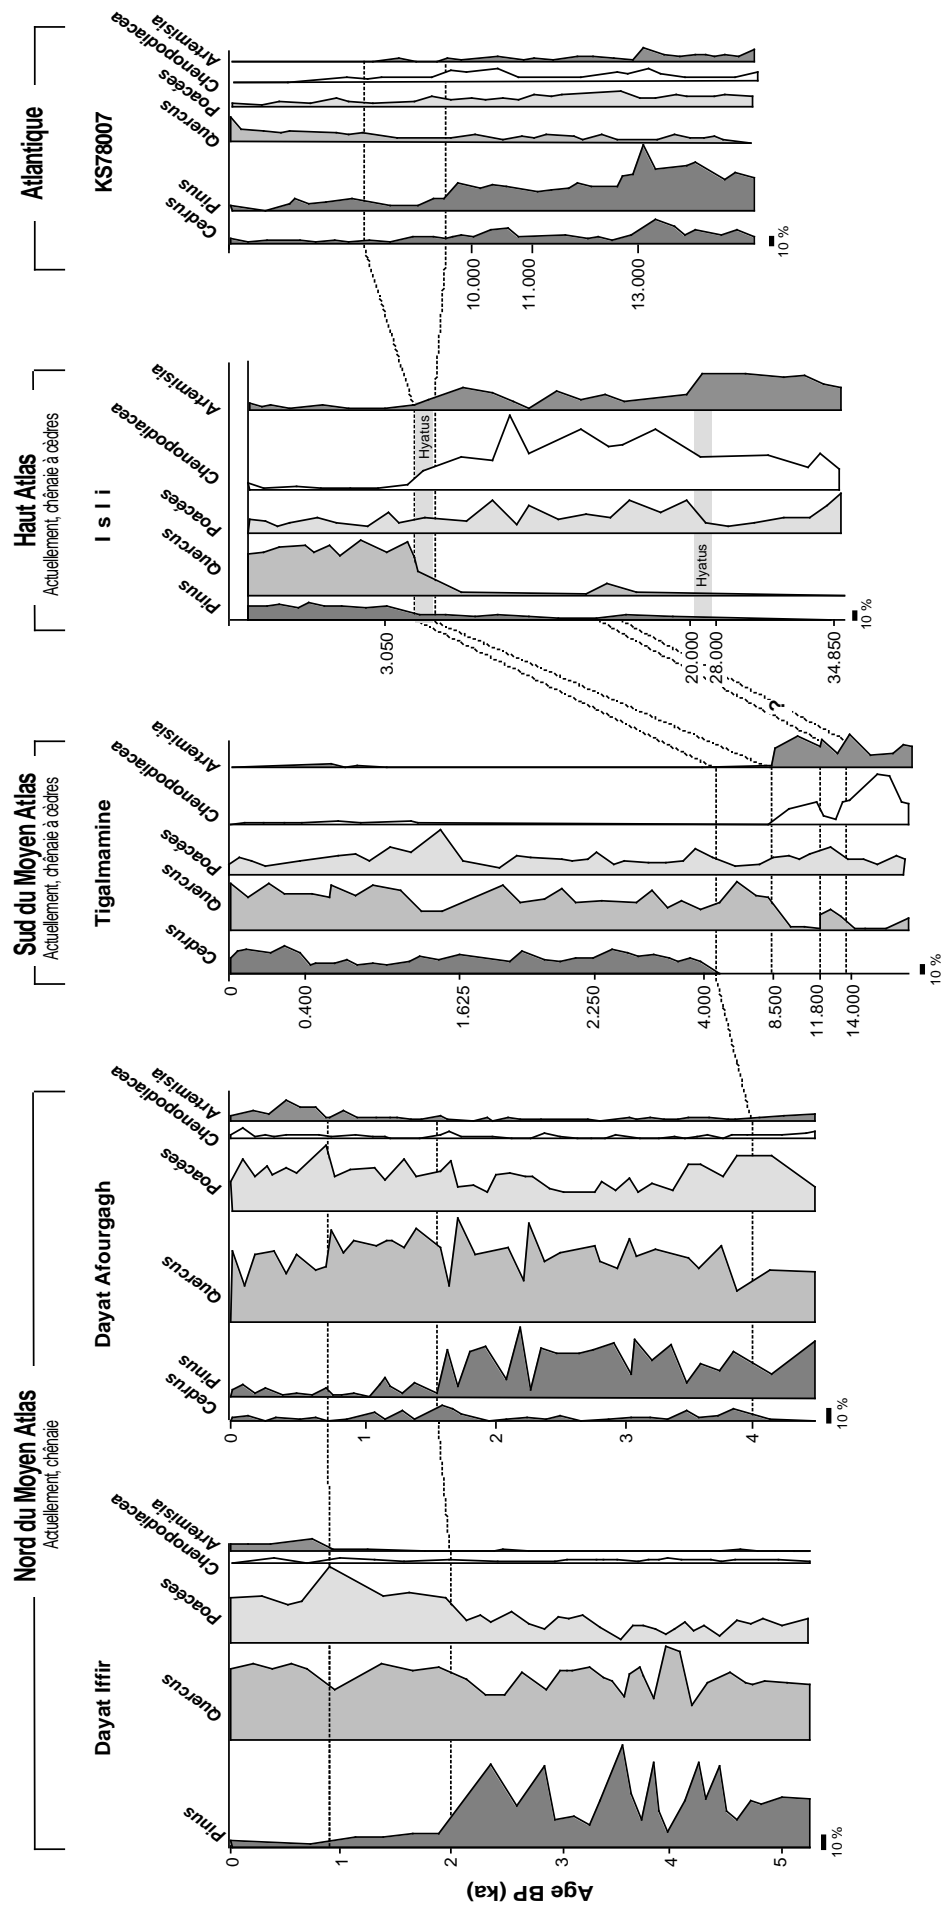 Nord du Moyen Atlas
Actuellement, chênaie
Sud du Moyen Atlas
Actuellement, chênaie à cèdres
Haut Atlas
Actuellement, chênaie à cèdres
Atlantique
Dayat Iffir
Dayat Afourgagh
Tigalmamine
Isli
KS78007
Pinus
Quercus
Poacées
Chenopodiacea
Artemisia
Cedrus
Pinus
Quercus
Poacées
Chenopodiacea
Artemisia
Cedrus
Quercus
Poacées
Chenopodiacea
Artemisia
Pinus
Quercus
Poacées
Chenopodiacea
Artemisia
Cedrus
Pinus
Quercus
Poacées
Chenopodiacea
Artemisia
Age BP (ka)
0
1
2
3
4
5
10 %
0
1
2
3
4
10 %
0
0.400
1.625
2.250
4.000
8.500
11.800
14.000
10 %
?
3.050
20.000
28.000
34.850
Hyatus
Hyatus
10 %
10.000
11.000
13.000
10 %